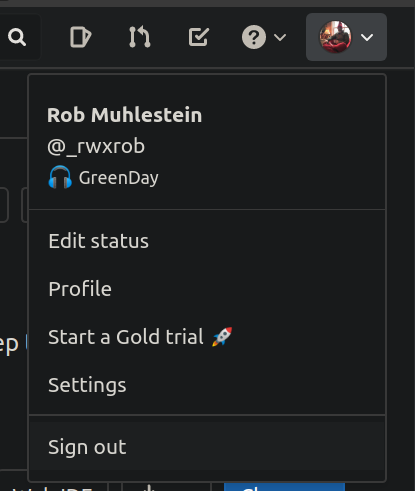 Rob Muhlestein
@_rwxrob
GreenDay
Edit status
Profile
Start a Gold trial 🚀
Settings
Sign out